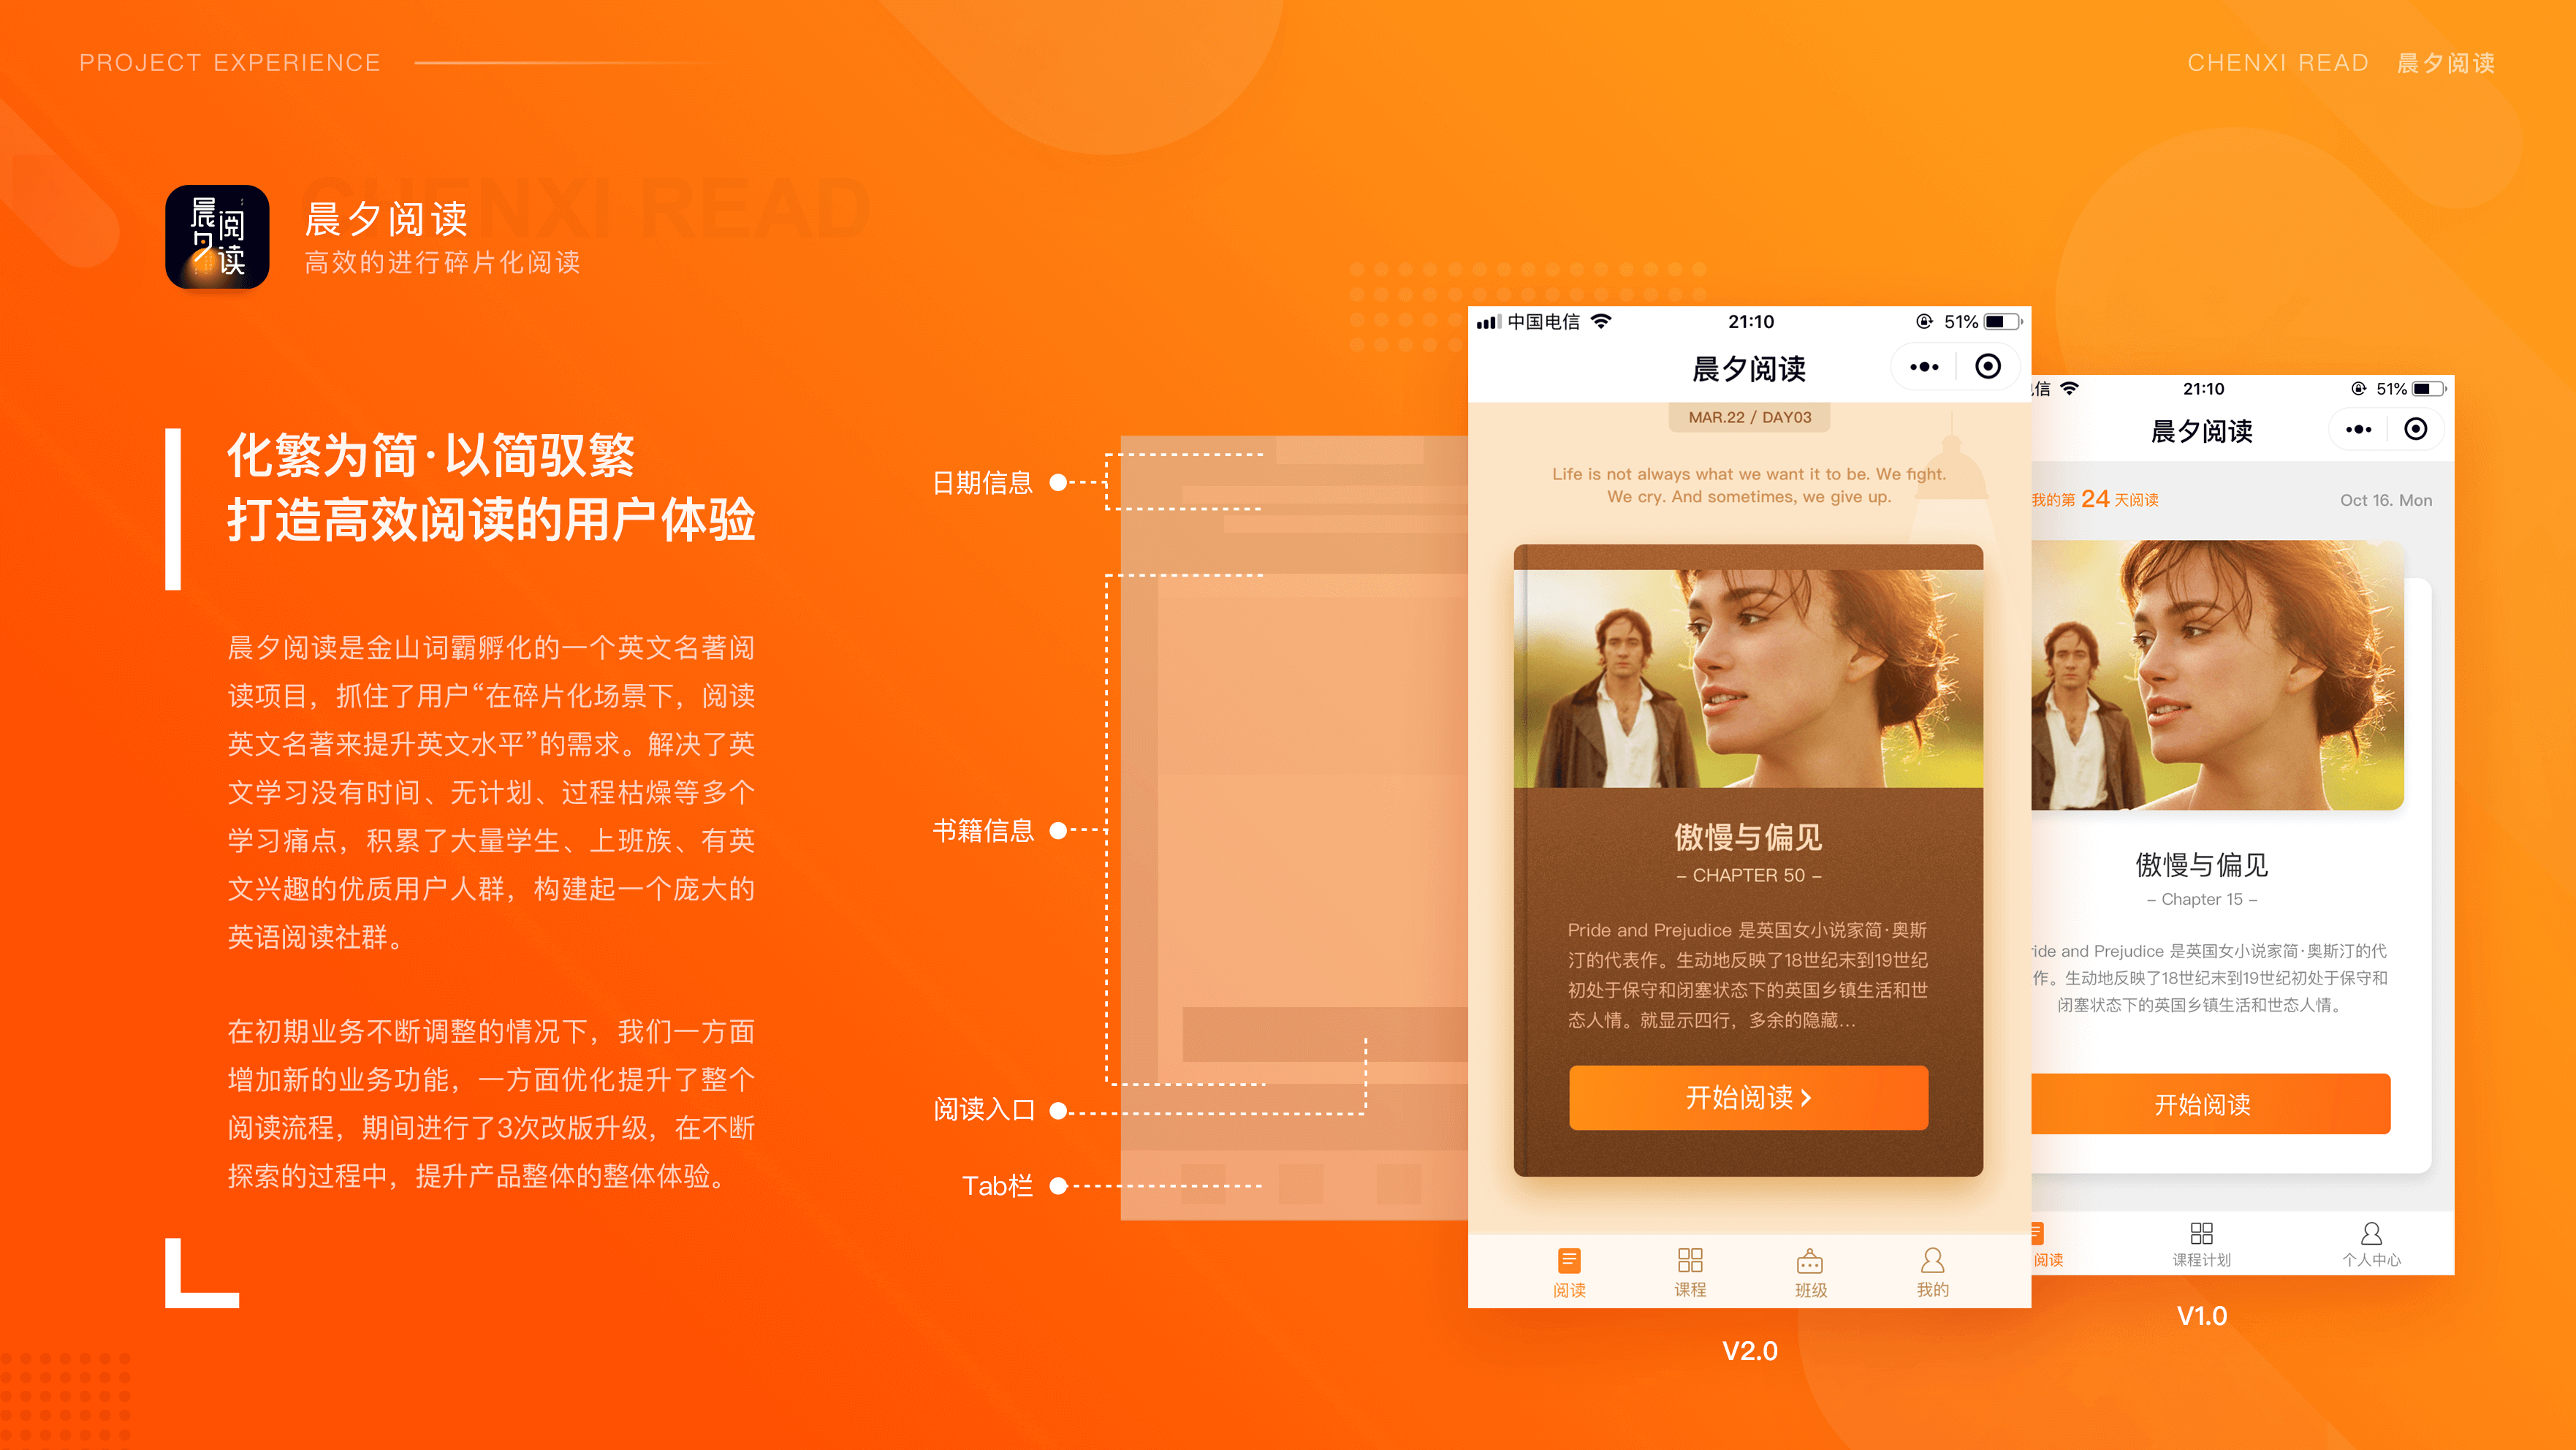 PROJECT EXPERIENCE
CHENXI READ 晨夕阅读
晨夕阅读
CHENXI READ
晨夕阅读
高效的进行碎片化阅读
化繁为简·以简驭繁
打造高效阅读的用户体验
晨夕阅读是金山词霸孵化的一个英文名著阅
读项目，抓住了用户“在碎片化场景下，阅读
英文名著来提升英文水平”的需求。解决了英
文学习没有时间、无计划、过程枯燥等多个
学习痛点，积累了大量学生、上班族、有英
文兴趣的优质用户人群，构建起一个庞大的
英语阅读社群。
在初期业务不断调整的情况下，我们一方面
增加新的业务功能，一方面优化提升了整个
阅读流程，期间进行了3次改版升级，在不断
探索的过程中，提升产品整体的整体体验。
日期信息
书籍信息
阅读入口
Tab栏
中国电信 21:10 51%
晨夕阅读
MAR.22 / DAY03
Life is not always what we want it to be. We fight.
We cry. And sometimes, we give up.
傲慢与偏见
– CHAPTER 50 –
Pride and Prejudice 是英国女小说家简·奥斯
汀的代表作。生动地反映了18世纪末到19世纪
初处于保守和闭塞状态下的英国乡镇生活和世
态人情。就显示四行，多余的隐藏...
开始阅读
阅读 课程 班级 我的
V2.0
信 21:10 51%
晨夕阅读
我的第 24 天阅读 Oct 16. Mon
傲慢与偏见
– Chapter 15 –
ride and Prejudice 是英国女小说家简·奥斯汀的代
作。生动地反映了18世纪末到19世纪初处于保守和
闭塞状态下的英国乡镇生活和世态人情。
开始阅读
阅读 课程计划 个人中心
V1.0